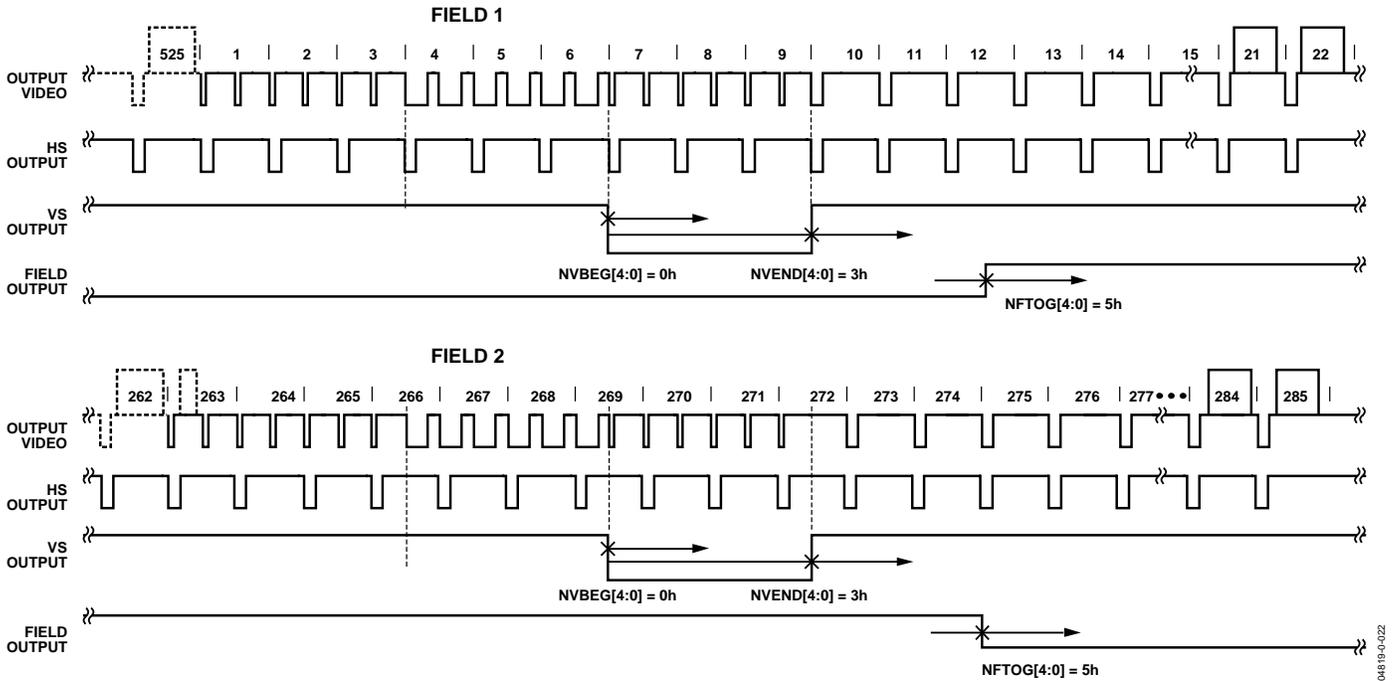 FIELD 1
525 1 2 3 4 5 6 7 8 9 10 11 12 13 14 15 21 22
OUTPUT
VIDEO
HS
OUTPUT
VS
OUTPUT
NVBEG[4:0] = 0h NVEND[4:0] = 3h
FIELD
OUTPUT
NFTOG[4:0] = 5h
FIELD 2
262 263 264 265 266 267 268 269 270 271 272 273 274 275 276 277 284 285
OUTPUT
VIDEO
HS
OUTPUT
VS
OUTPUT
NVBEG[4:0] = 0h NVEND[4:0] = 3h
FIELD
OUTPUT
NFTOG[4:0] = 5h
04819-0-022